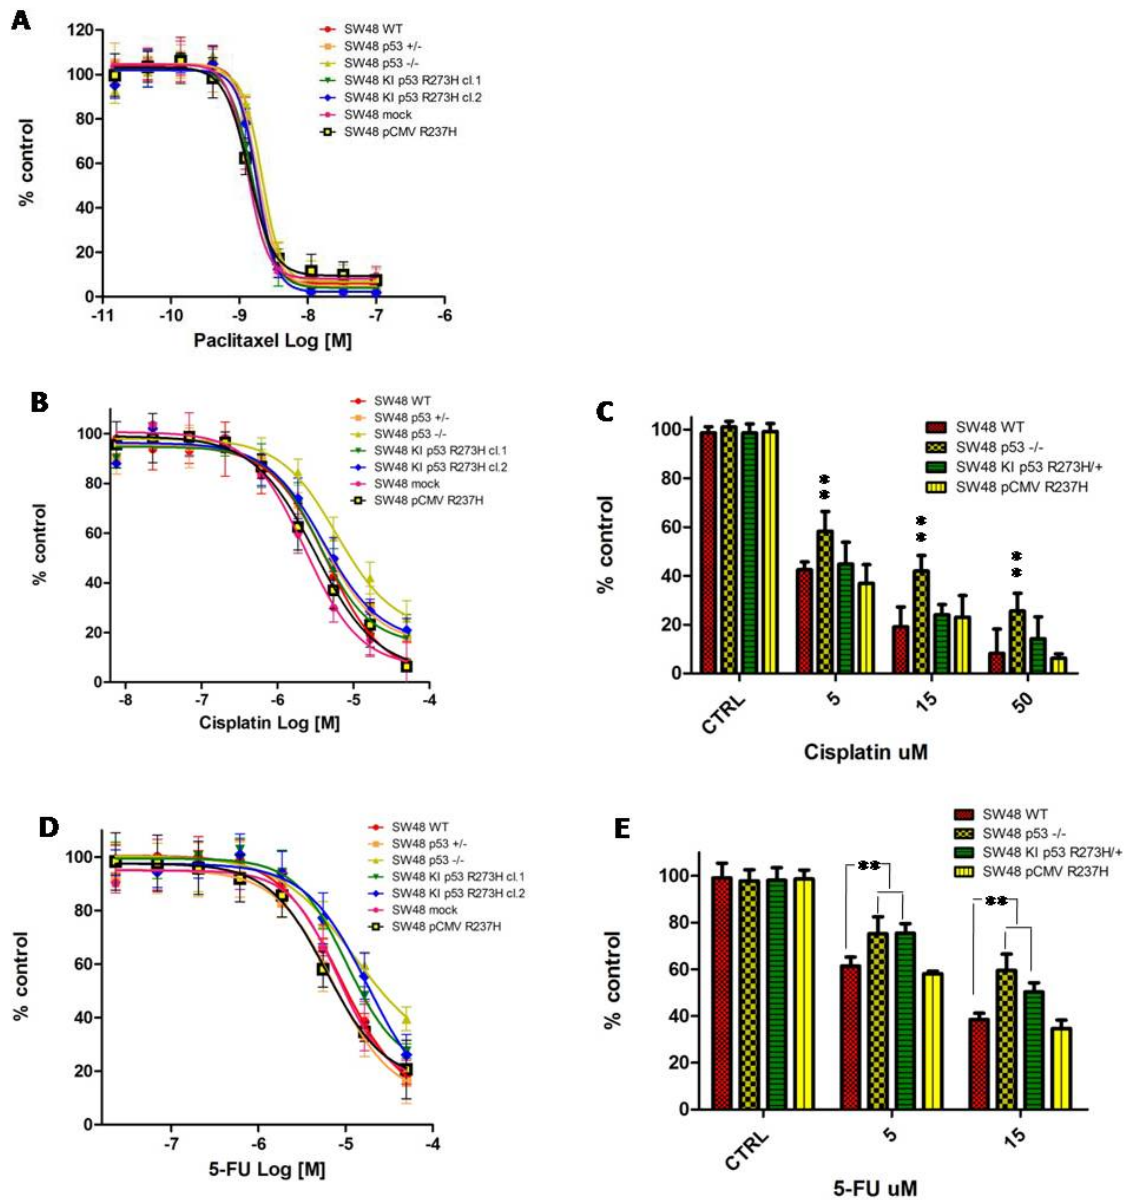 A
120
100
80
60
40
20
0
% control
-11 -10 -9 -8 -7 -6
Paclitaxel Log [M]
SW48 WT
SW48 p53 +/-
SW48 p53 -/-
SW48 KI p53 R273H cl.1
SW48 KI p53 R273H cl.2
SW48 mock
SW48 pCMV R237H
B
100
80
60
40
20
0
% control
-8 -7 -6 -5 -4
Cisplatin Log [M]
SW48 WT
SW48 p53 +/-
SW48 p53 -/-
SW48 KI p53 R273H cl.1
SW48 KI p53 R273H cl.2
SW48 mock
SW48 pCMV R237H
C
100
80
60
40
20
0
% control
** ** **
CTRL 5 15 50
Cisplatin uM
SW48 WT
SW48 p53 -/-
SW48 KI p53 R273H/+
SW48 pCMV R237H
D
100
80
60
40
20
0
% control
-7 -6 -5 -4
5-FU Log [M]
SW48 WT
SW48 p53 +/-
SW48 p53 -/-
SW48 KI p53 R273H cl.1
SW48 KI p53 R273H cl.2
SW48 mock
SW48 pCMV R237H
E
100
80
60
40
20
0
% control
** **
CTRL 5 15
5-FU uM
SW48 WT
SW48 p53 -/-
SW48 KI p53 R273H/+
SW48 pCMV R237H